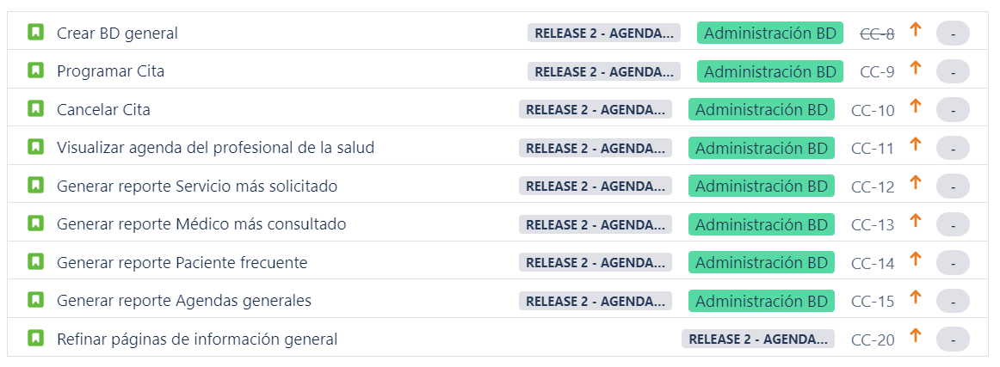 Crear BD general RELEASE 2 - AGENDA... Administración BD CC-8 -
Programar Cita RELEASE 2 - AGENDA... Administración BD CC-9 -
Cancelar Cita RELEASE 2 - AGENDA... Administración BD CC-10 -
Visualizar agenda del profesional de la salud RELEASE 2 - AGENDA... Administración BD CC-11 -
Generar reporte Servicio más solicitado RELEASE 2 - AGENDA... Administración BD CC-12 -
Generar reporte Médico más consultado RELEASE 2 - AGENDA... Administración BD CC-13 -
Generar reporte Paciente frecuente RELEASE 2 - AGENDA... Administración BD CC-14 -
Generar reporte Agendas generales RELEASE 2 - AGENDA... Administración BD CC-15 -
Refinar páginas de información general RELEASE 2 - AGENDA... CC-20 -